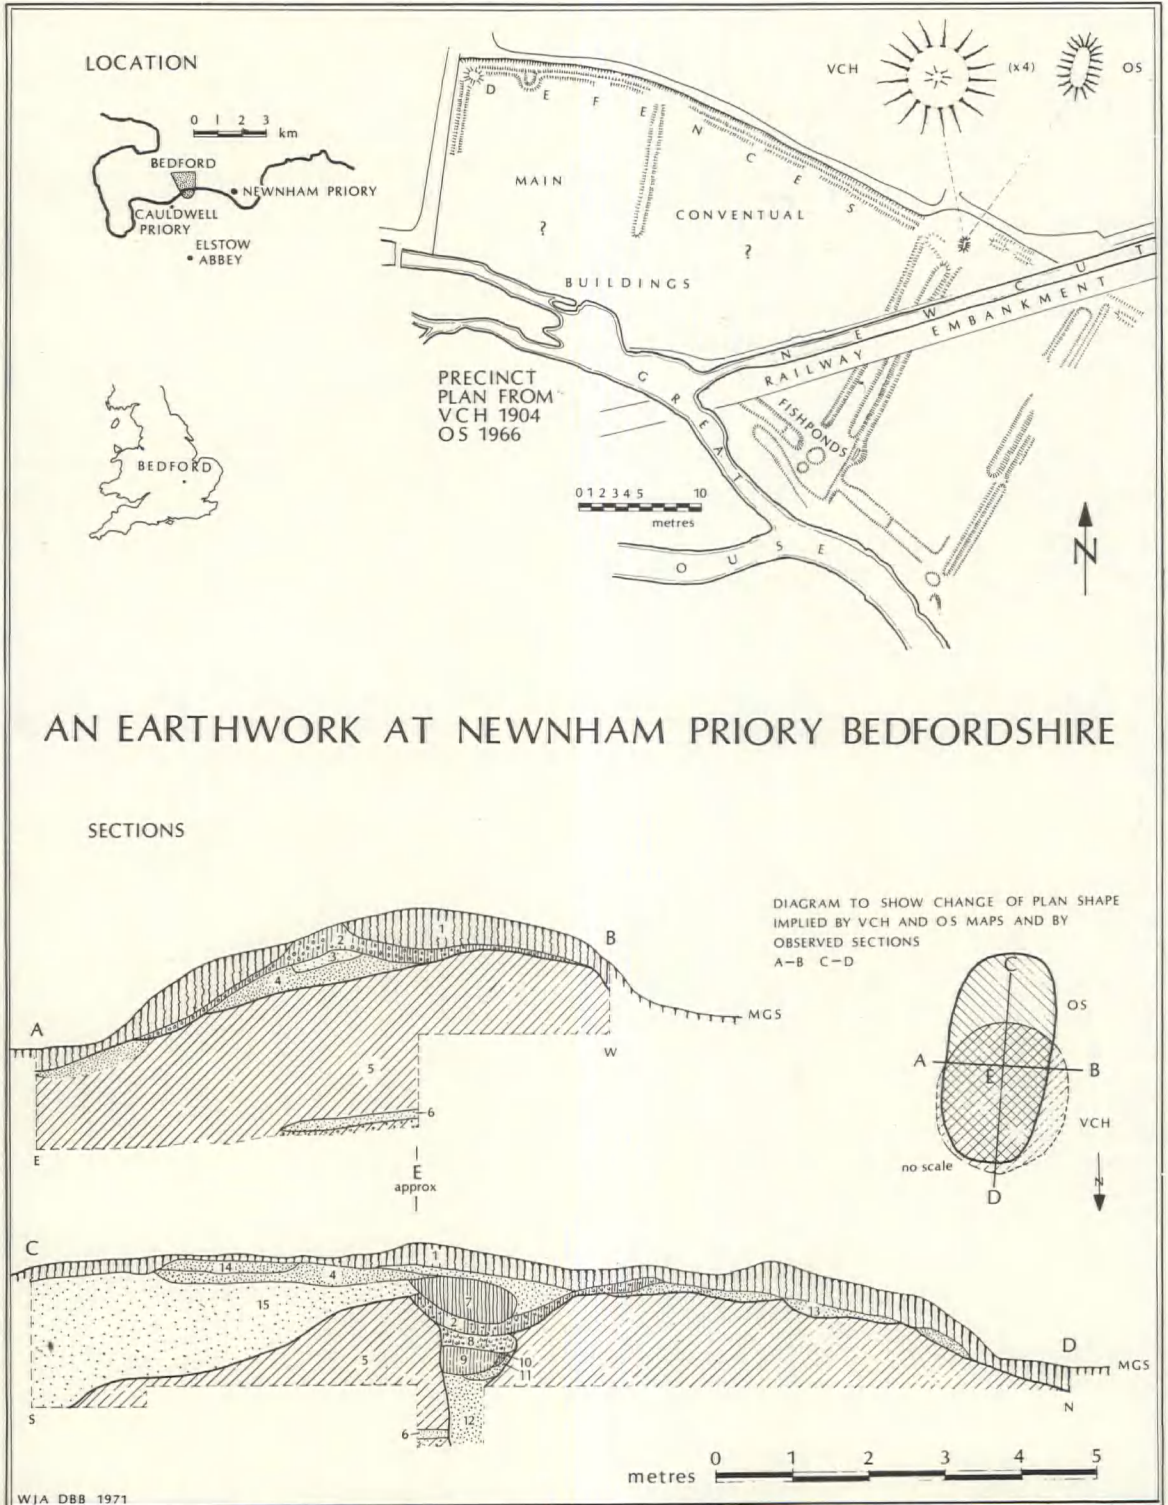 LOCATION
0 1 2 3
km
BEDFORD
NEWNHAM PRIORY
CAULDWELL
PRIORY
ELSTOW
ABBEY
BEDFORD
VCH
(x4)
OS
DEFENCES
MAIN
?
CONVENTUAL
?
BUILDINGS
NEW CUT
RAILWAY EMBANKMENT
FISHPONDS
GREAT
OUSE
PRECINCT
PLAN FROM
VCH 1904
OS 1966
0 1 2 3 4 5 10
metres
N
AN EARTHWORK AT NEWNHAM PRIORY BEDFORDSHIRE
SECTIONS
A
B
1
2
3
4
5
6
MGS
E
W
E
approx
DIAGRAM TO SHOW CHANGE OF PLAN SHAPE
IMPLIED BY VCH AND OS MAPS AND BY
OBSERVED SECTIONS
A–B C–D
C
OS
A
E
B
VCH
no scale
D
N
C
D
1
14
4
15
7
2
8
9
10
11
13
5
12
6
MGS
S
N
metres 0 1 2 3 4 5
WJA DBB 1971